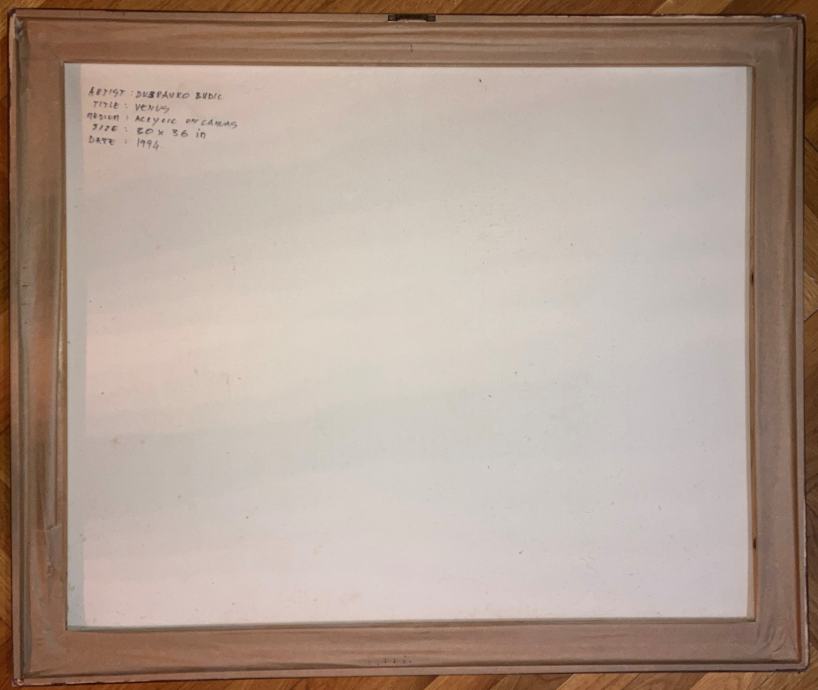 ARTIST : DUBRAVKO BUDIC
TITLE : VENUS
MEDIUM : ACRYLIC ON CANVAS
SIZE : 30 x 36 in
DATE : 1994